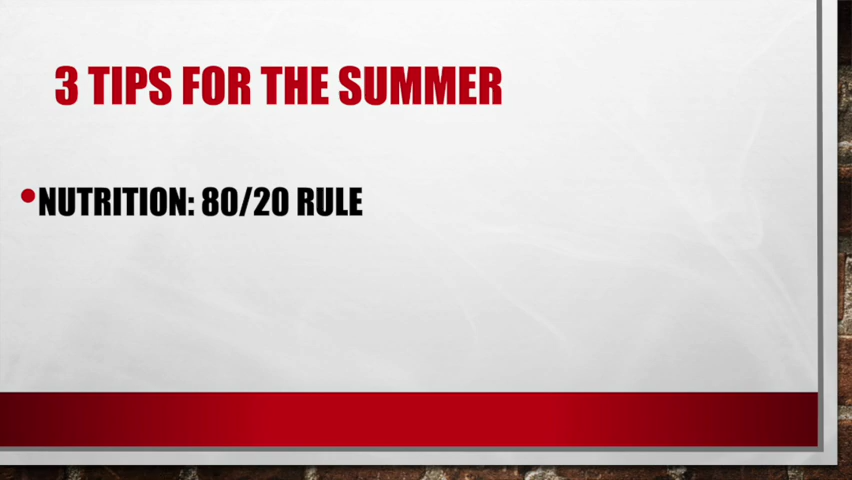 3 TIPS FOR THE SUMMER
•NUTRITION: 80/20 RULE